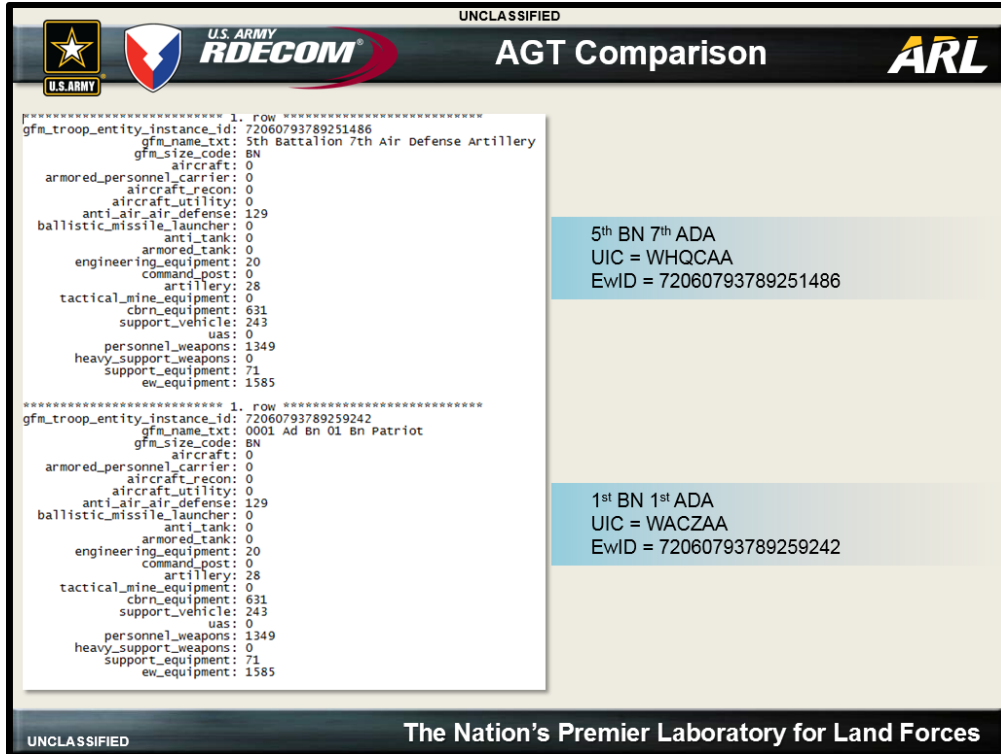 UNCLASSIFIED
U.S. ARMY
RDECOM®
AGT Comparison
ARL
U.S.ARMY
************************** 1. row ***************************
gfm_troop_entity_instance_id: 72060793789251486
gfm_name_txt: 5th Battalion 7th Air Defense Artillery
gfm_size_code: BN
aircraft: 0
armored_personnel_carrier: 0
aircraft_recon: 0
aircraft_utility: 0
anti_air_air_defense: 129
ballistic_missile_launcher: 0
anti_tank: 0
armored_tank: 0
engineering_equipment: 20
command_post: 0
artillery: 28
tactical_mine_equipment: 0
cbrn_equipment: 631
support_vehicle: 243
uas: 0
personnel_weapons: 1349
heavy_support_weapons: 0
support_equipment: 71
ew_equipment: 1585
5th BN 7th ADA
UIC = WHQCAA
EwID = 72060793789251486
*************************** 1. row ***************************
gfm_troop_entity_instance_id: 72060793789259242
gfm_name_txt: 0001 Ad Bn 01 Bn Patriot
gfm_size_code: BN
aircraft: 0
armored_personnel_carrier: 0
aircraft_recon: 0
aircraft_utility: 0
anti_air_air_defense: 129
ballistic_missile_launcher: 0
anti_tank: 0
armored_tank: 0
engineering_equipment: 20
command_post: 0
artillery: 28
tactical_mine_equipment: 0
cbrn_equipment: 631
support_vehicle: 243
uas: 0
personnel_weapons: 1349
heavy_support_weapons: 0
support_equipment: 71
ew_equipment: 1585
1st BN 1st ADA
UIC = WACZAA
EwID = 72060793789259242
UNCLASSIFIED
The Nation's Premier Laboratory for Land Forces